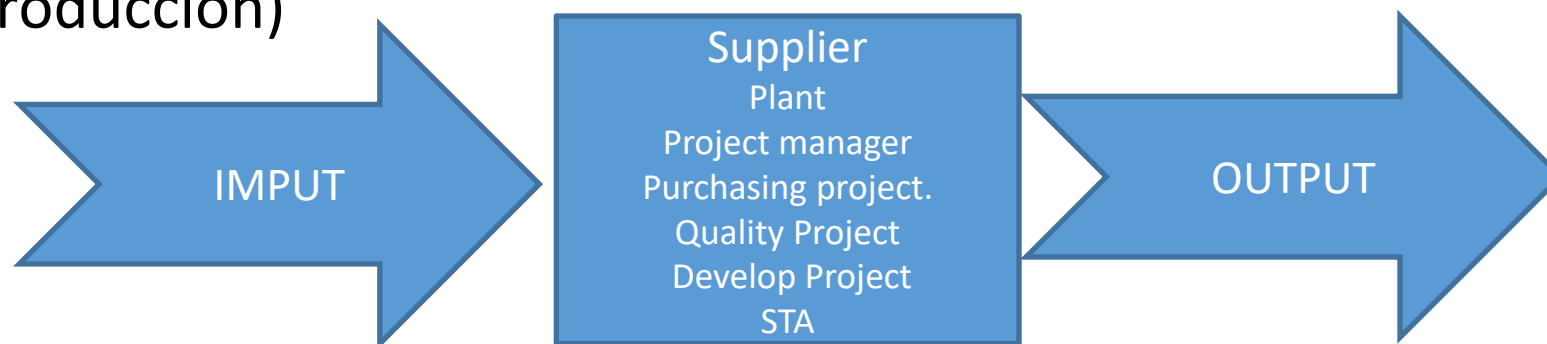 roducción)
IMPUT
Supplier
Plant
Project manager
Purchasing project.
Quality Project
Develop Project
STA
OUTPUT